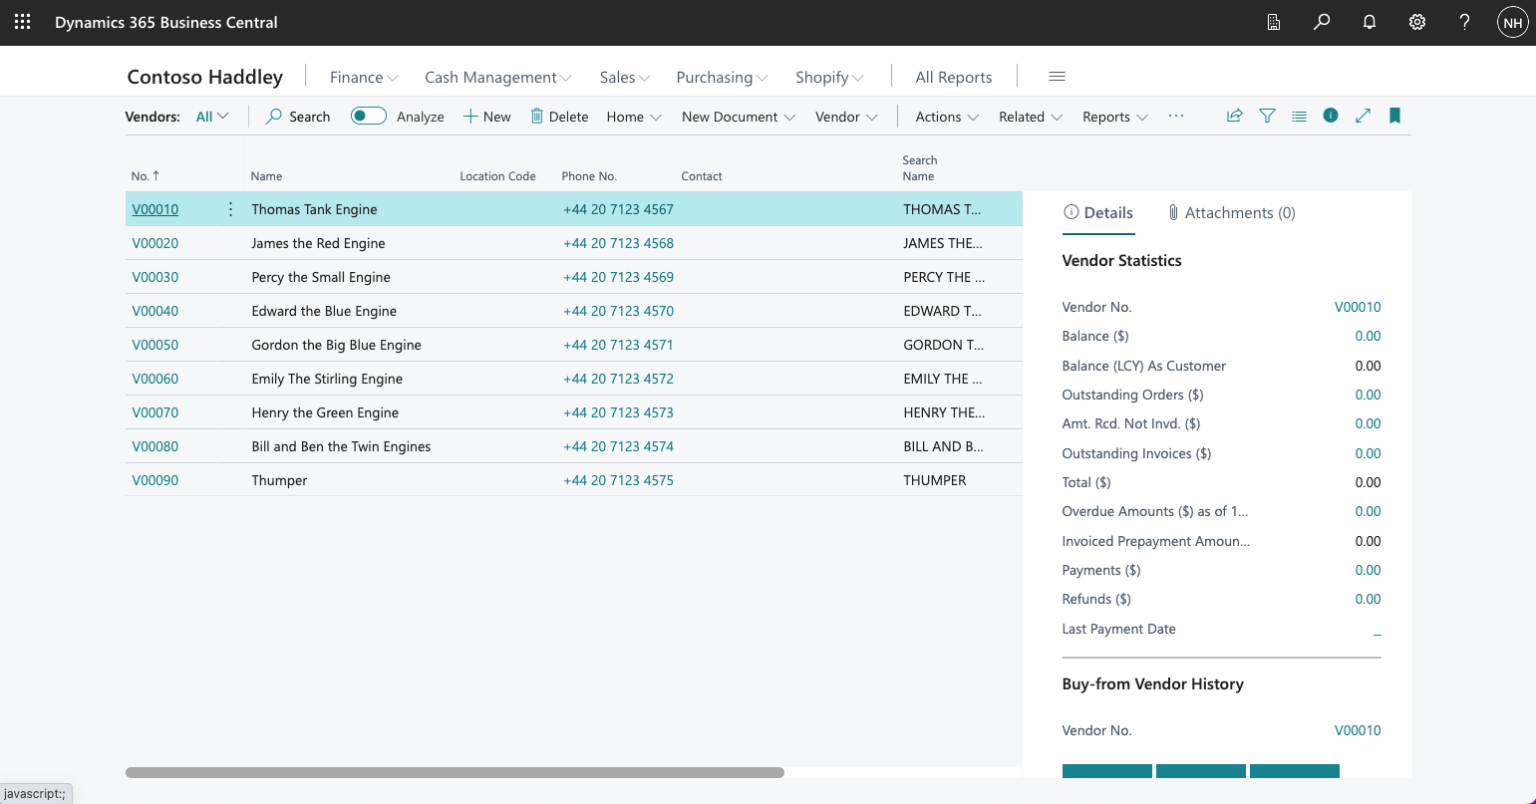 Dynamics 365 Business Central NH
Contoso Haddley Finance Cash Management Sales Purchasing Shopify All Reports
Vendors: All Search Analyze New Delete Home New Document Vendor Actions Related Reports ...
No. ↑ Name Location Code Phone No. Contact Search Name
V00010 Thomas Tank Engine +44 20 7123 4567 THOMAS T...
V00020 James the Red Engine +44 20 7123 4568 JAMES THE...
V00030 Percy the Small Engine +44 20 7123 4569 PERCY THE ...
V00040 Edward the Blue Engine +44 20 7123 4570 EDWARD T...
V00050 Gordon the Big Blue Engine +44 20 7123 4571 GORDON T...
V00060 Emily The Stirling Engine +44 20 7123 4572 EMILY THE ...
V00070 Henry the Green Engine +44 20 7123 4573 HENRY THE...
V00080 Bill and Ben the Twin Engines +44 20 7123 4574 BILL AND B...
V00090 Thumper +44 20 7123 4575 THUMPER
Details Attachments (0)
Vendor Statistics
Vendor No. V00010
Balance ($) 0.00
Balance (LCY) As Customer 0.00
Outstanding Orders ($) 0.00
Amt. Rcd. Not Invd. ($) 0.00
Outstanding Invoices ($) 0.00
Total ($) 0.00
Overdue Amounts ($) as of 1... 0.00
Invoiced Prepayment Amoun... 0.00
Payments ($) 0.00
Refunds ($) 0.00
Last Payment Date _
Buy-from Vendor History
Vendor No. V00010
javascript:;